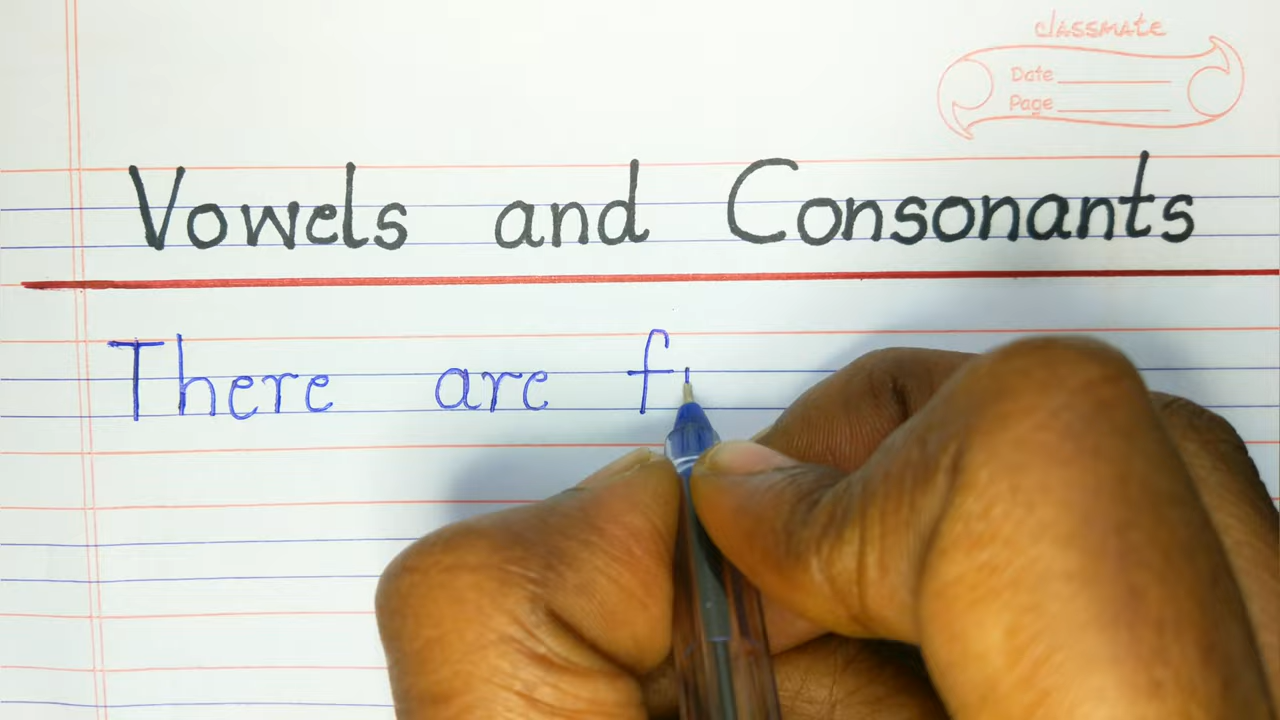 classmate
Date
Page
Vowels and Consonants
There are f